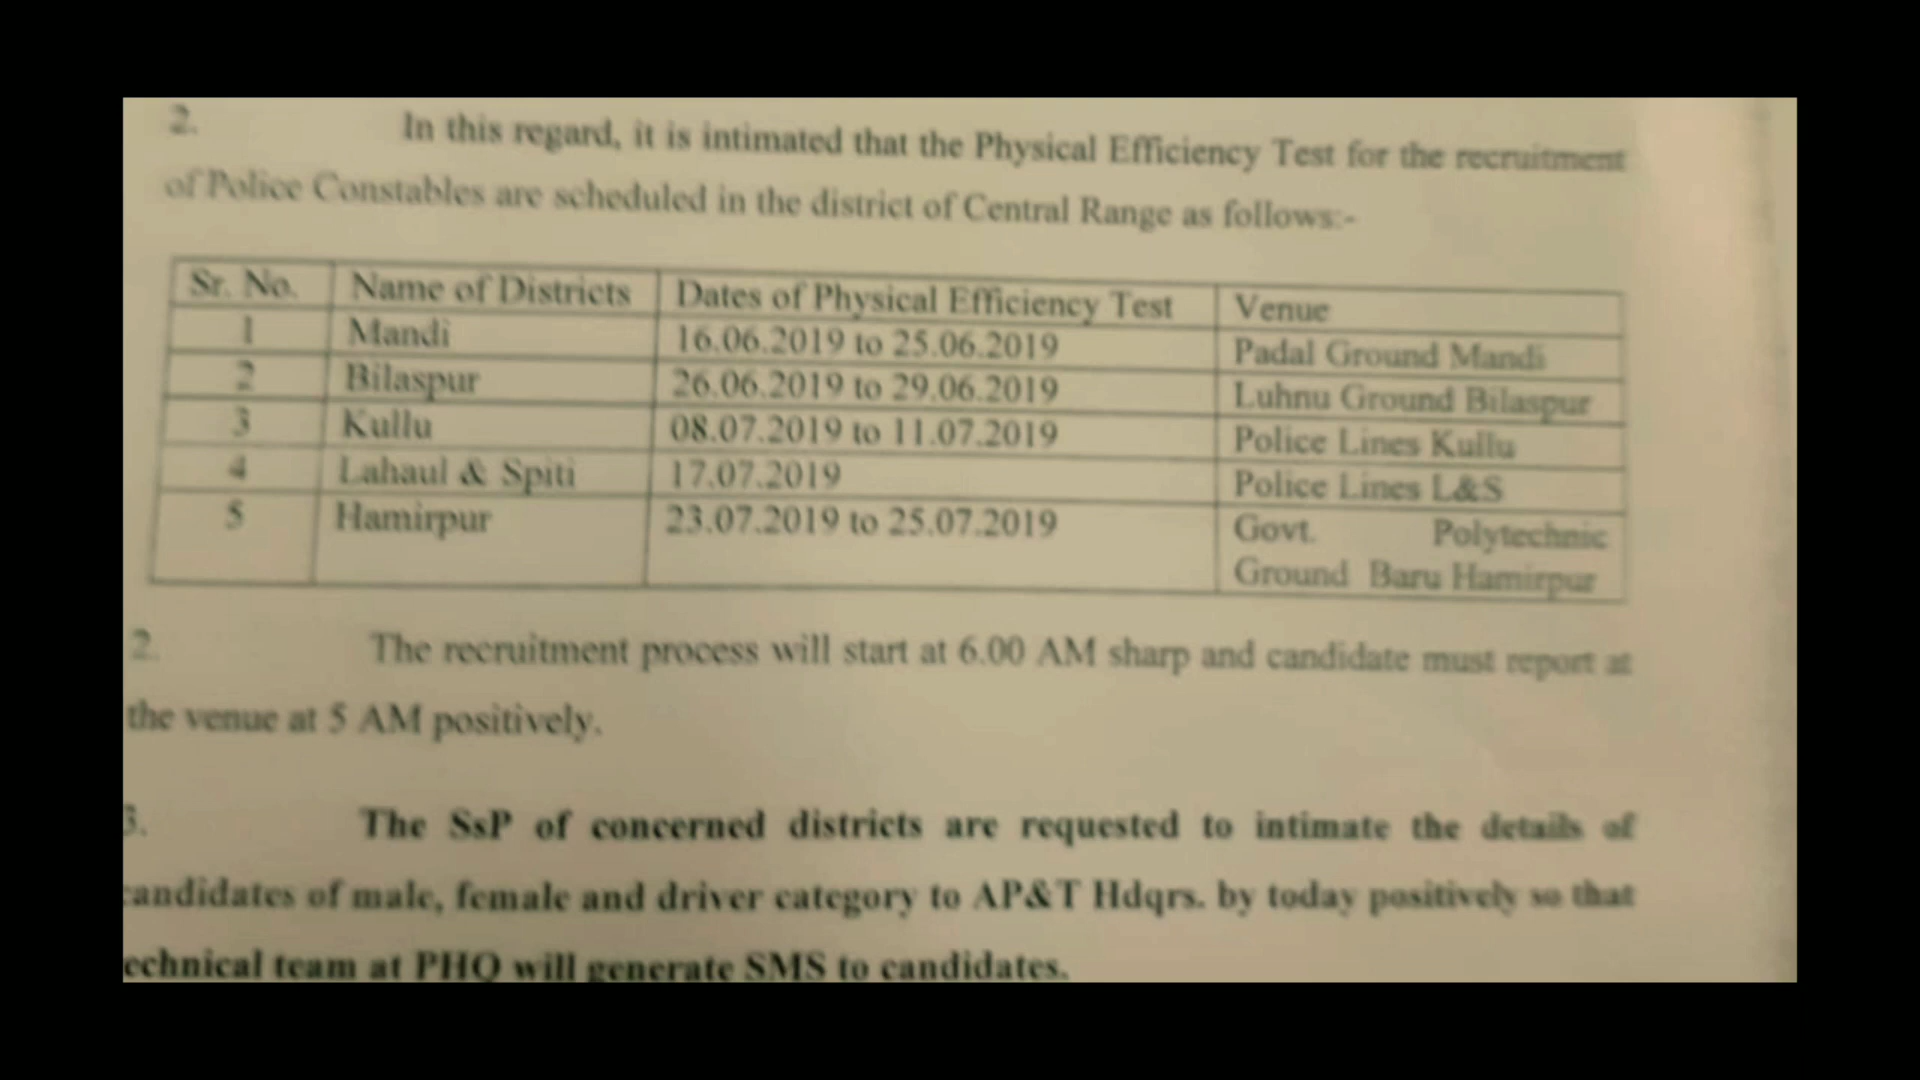 2. In this regard, it is intimated that the Physical Efficiency Test for the recruitment
of Police Constables are scheduled in the district of Central Range as follows:-
Sr. No. Name of Districts Dates of Physical Efficiency Test Venue
1 Mandi 16.06.2019 to 25.06.2019 Padal Ground Mandi
2 Bilaspur 26.06.2019 to 29.06.2019 Luhnu Ground Bilaspur
3 Kullu 08.07.2019 to 11.07.2019 Police Lines Kullu
4 Lahaul & Spiti 17.07.2019 Police Lines L&S
5 Hamirpur 23.07.2019 to 25.07.2019 Govt. Polytechnic
Ground Baru Hamirpur
2. The recruitment process will start at 6.00 AM sharp and candidate must report at
the venue at 5 AM positively.
3. The SsP of concerned districts are requested to intimate the details of
candidates of male, female and driver category to AP&T Hdqrs. by today positively so that
echnical team at PHQ will generate SMS to candidates.